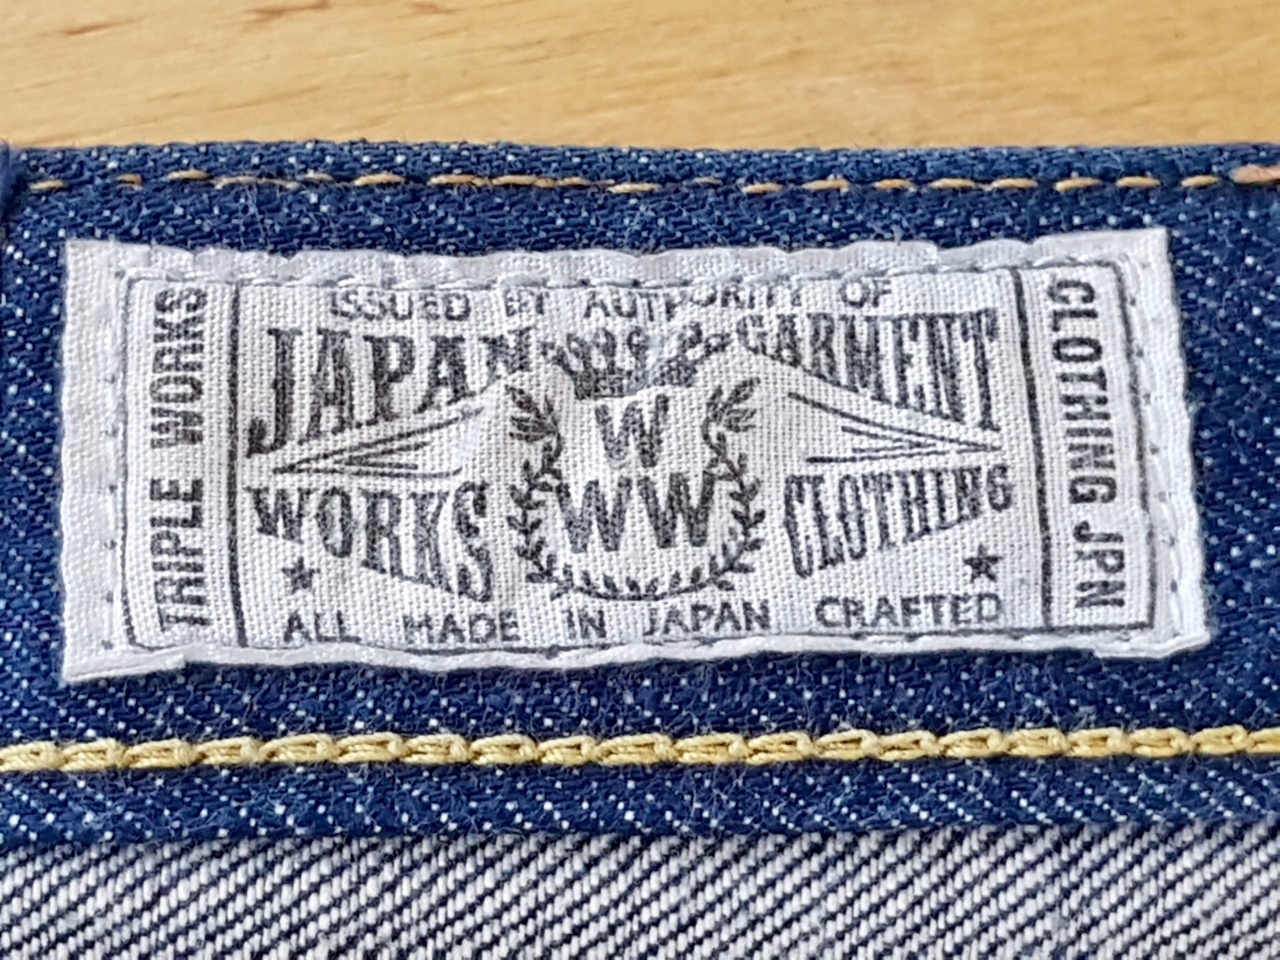 TRIPLE WORKS
ISSUED BY AUTHORITY OF
JAPAN GARMENT
W
WW
WORKS CLOTHING
ALL MADE IN JAPAN CRAFTED
CLOTHING JPN